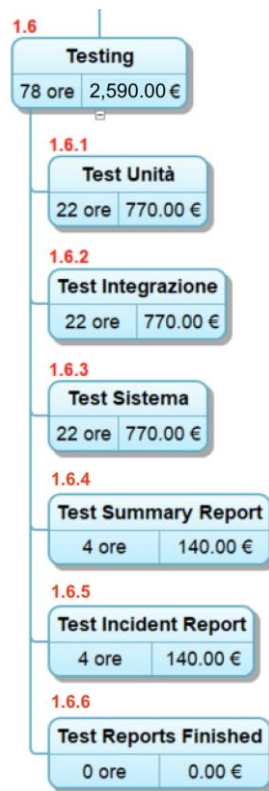 1.6
Testing
78 ore 2,590.00 €
1.6.1
Test Unità
22 ore 770.00 €
1.6.2
Test Integrazione
22 ore 770.00 €
1.6.3
Test Sistema
22 ore 770.00 €
1.6.4
Test Summary Report
4 ore 140.00 €
1.6.5
Test Incident Report
4 ore 140.00 €
1.6.6
Test Reports Finished
0 ore 0.00 €